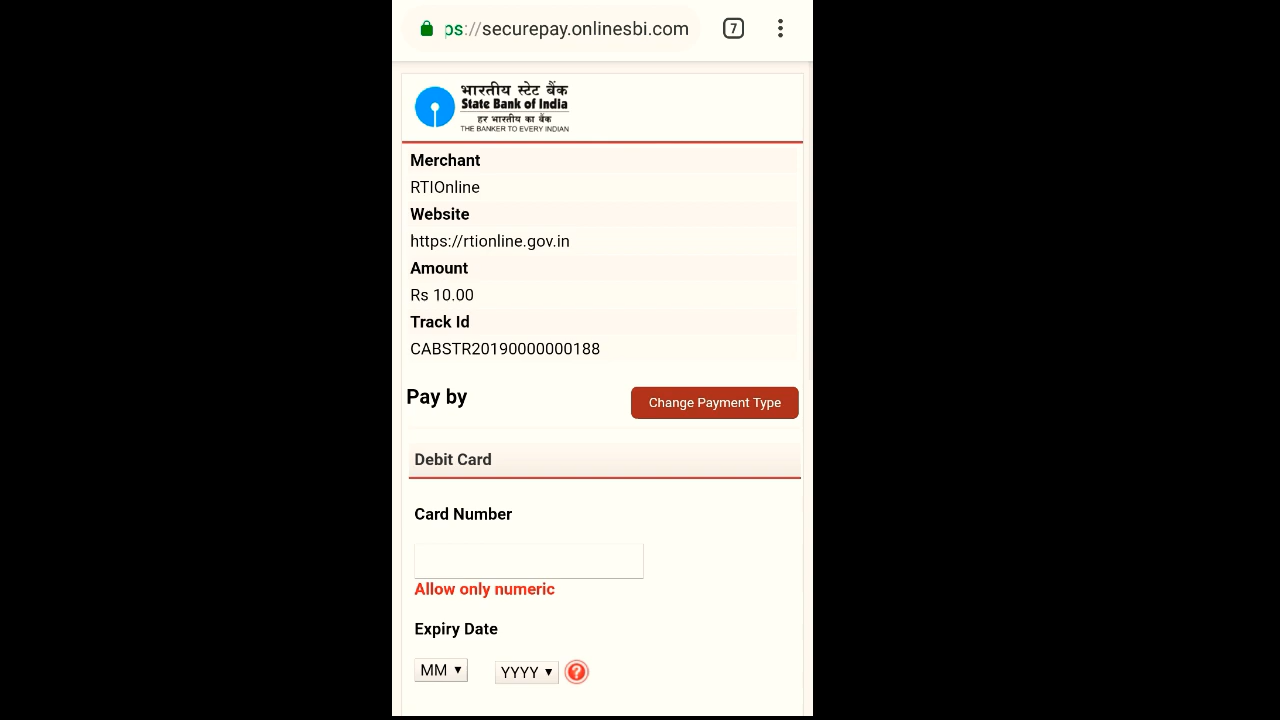 ps://securepay.onlinesbi.com
7
भारतीय स्टेट बैंक
State Bank of India
हर भारतीय का बैंक
THE BANKER TO EVERY INDIAN
Merchant
RTIOnline
Website
https://rtionline.gov.in
Amount
Rs 10.00
Track Id
CABSTR20190000000188
Pay by
Change Payment Type
Debit Card
Card Number
Allow only numeric
Expiry Date
MM YYYY ?